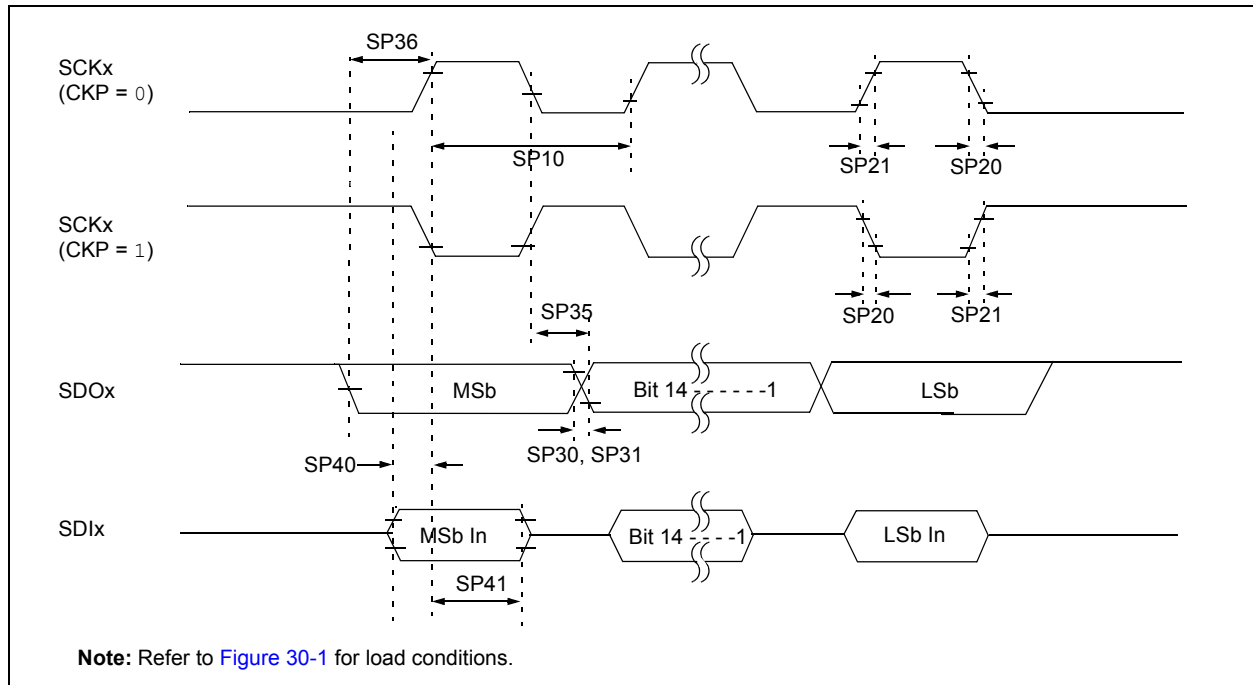 SP36
SCKx
(CKP = 0)
SP10
SP21
SP20
SCKx
(CKP = 1)
SP35
SP20
SP21
SDOx
MSb
Bit 14 - - - - - -1
LSb
SP30, SP31
SP40
SDIx
MSb In
Bit 14 - - - - -1
LSb In
SP41
Note: Refer to Figure 30-1 for load conditions.